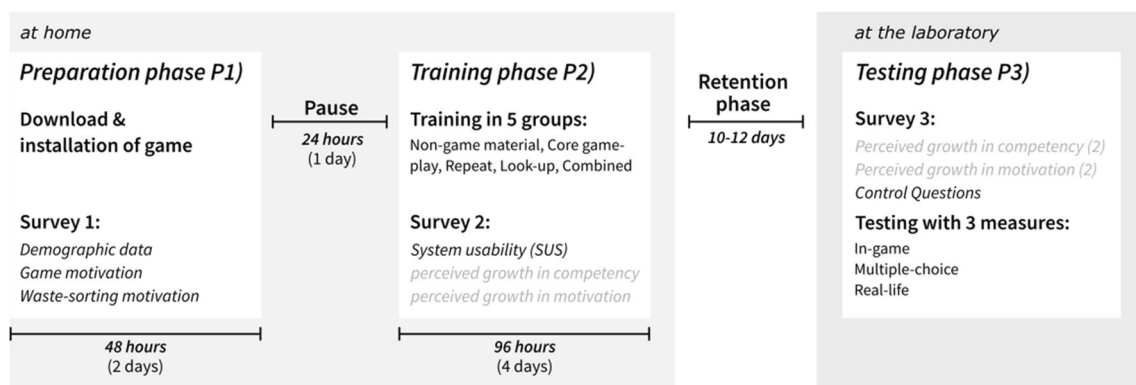 at home
Preparation phase P1)
Download &
installation of game
Survey 1:
Demographic data
Game motivation
Waste-sorting motivation
48 hours
(2 days)
Pause
24 hours
(1 day)
Training phase P2)
Training in 5 groups:
Non-game material, Core game-
play, Repeat, Look-up, Combined
Survey 2:
System usability (SUS)
perceived growth in competency
perceived growth in motivation
96 hours
(4 days)
Retention
phase
10-12 days
at the laboratory
Testing phase P3)
Survey 3:
Perceived growth in competency (2)
Perceived growth in motivation (2)
Control Questions
Testing with 3 measures:
In-game
Multiple-choice
Real-life